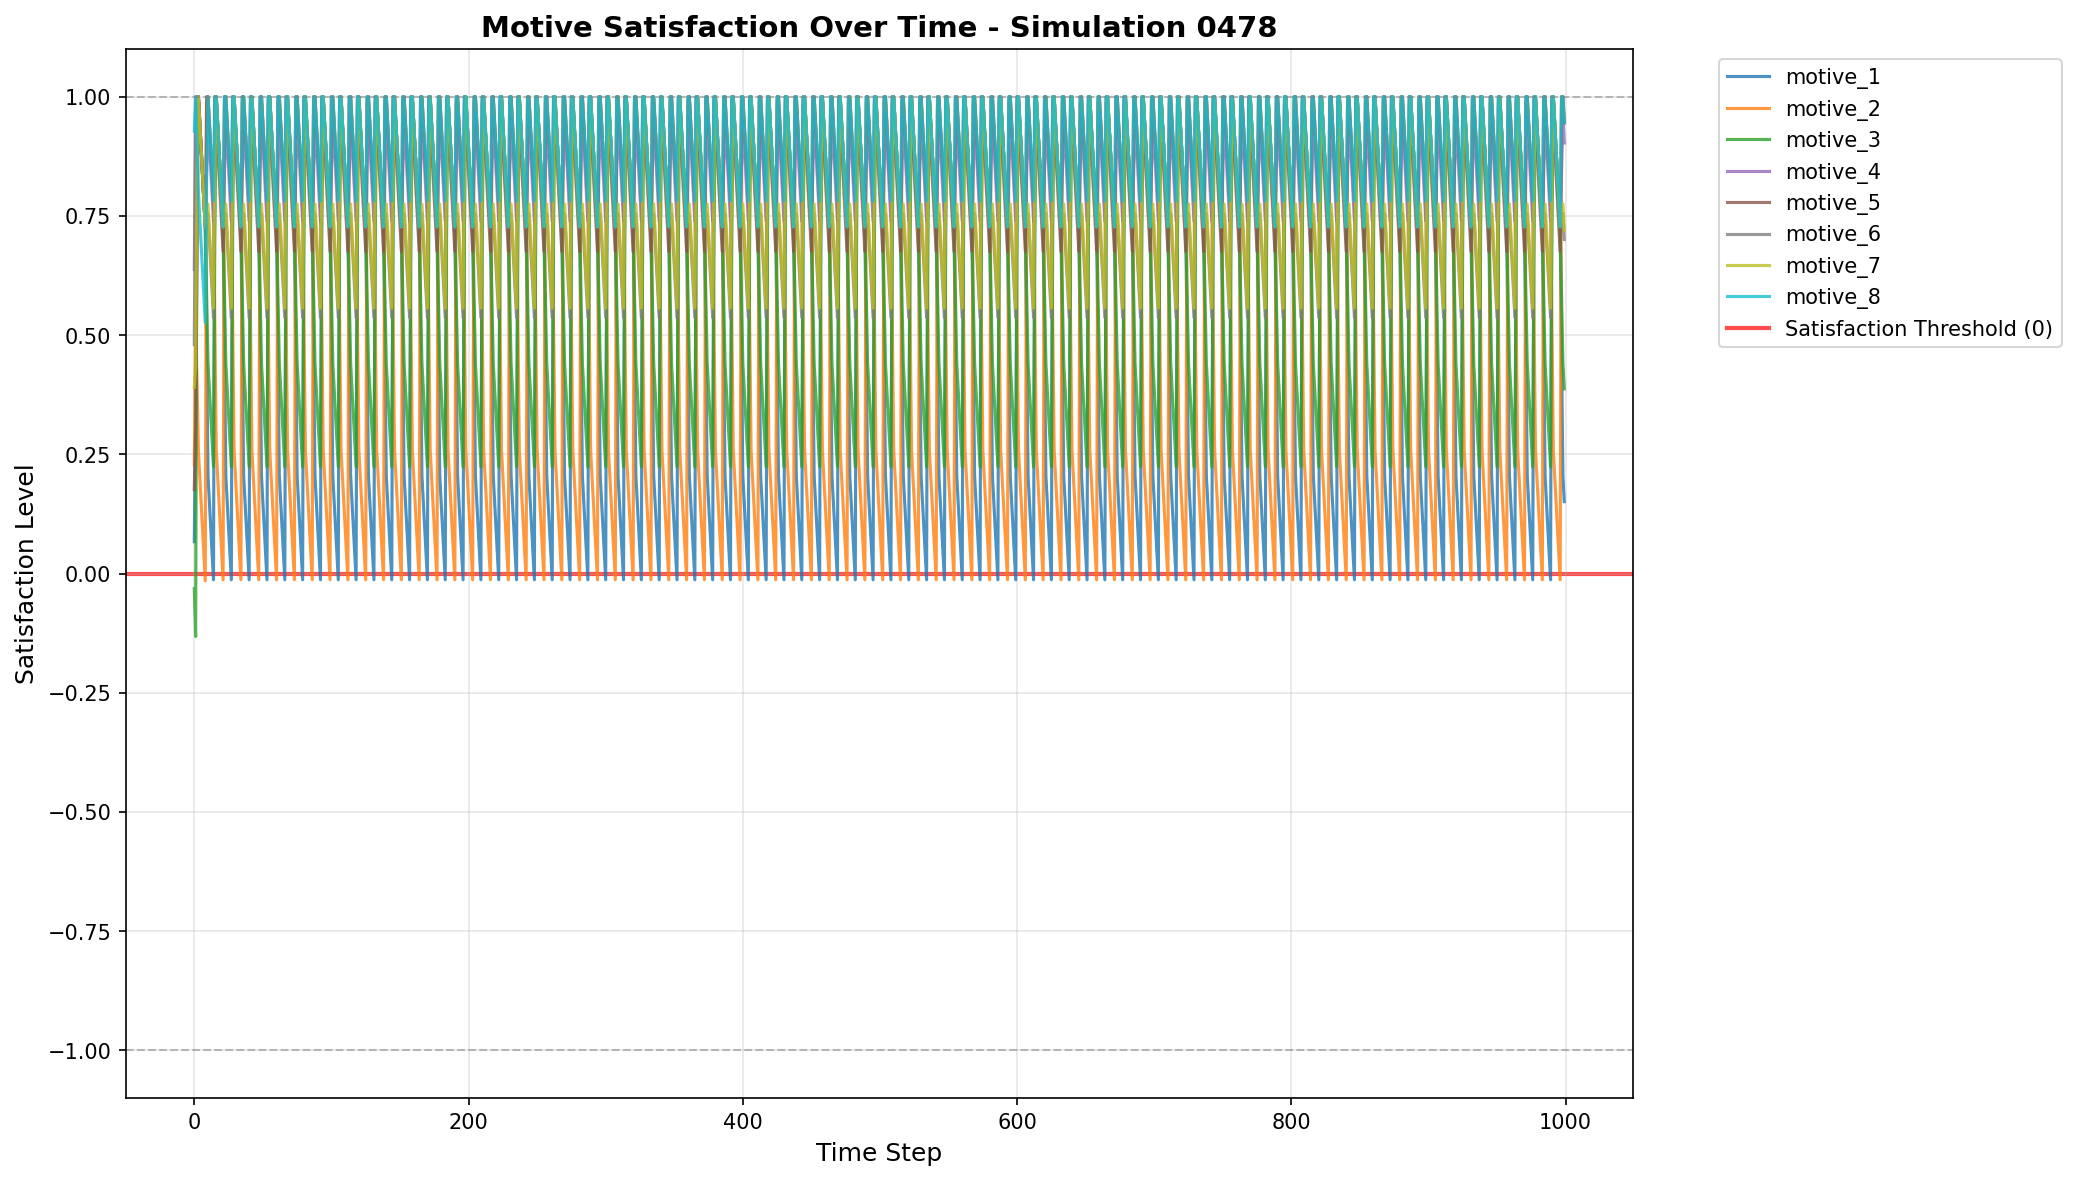 Motive Satisfaction Over Time - Simulation 0478
Satisfaction Level
1.00
0.75
0.50
0.25
0.00
−0.25
−0.50
−0.75
−1.00
0
200
400
600
800
1000
Time Step
motive_1
motive_2
motive_3
motive_4
motive_5
motive_6
motive_7
motive_8
Satisfaction Threshold (0)